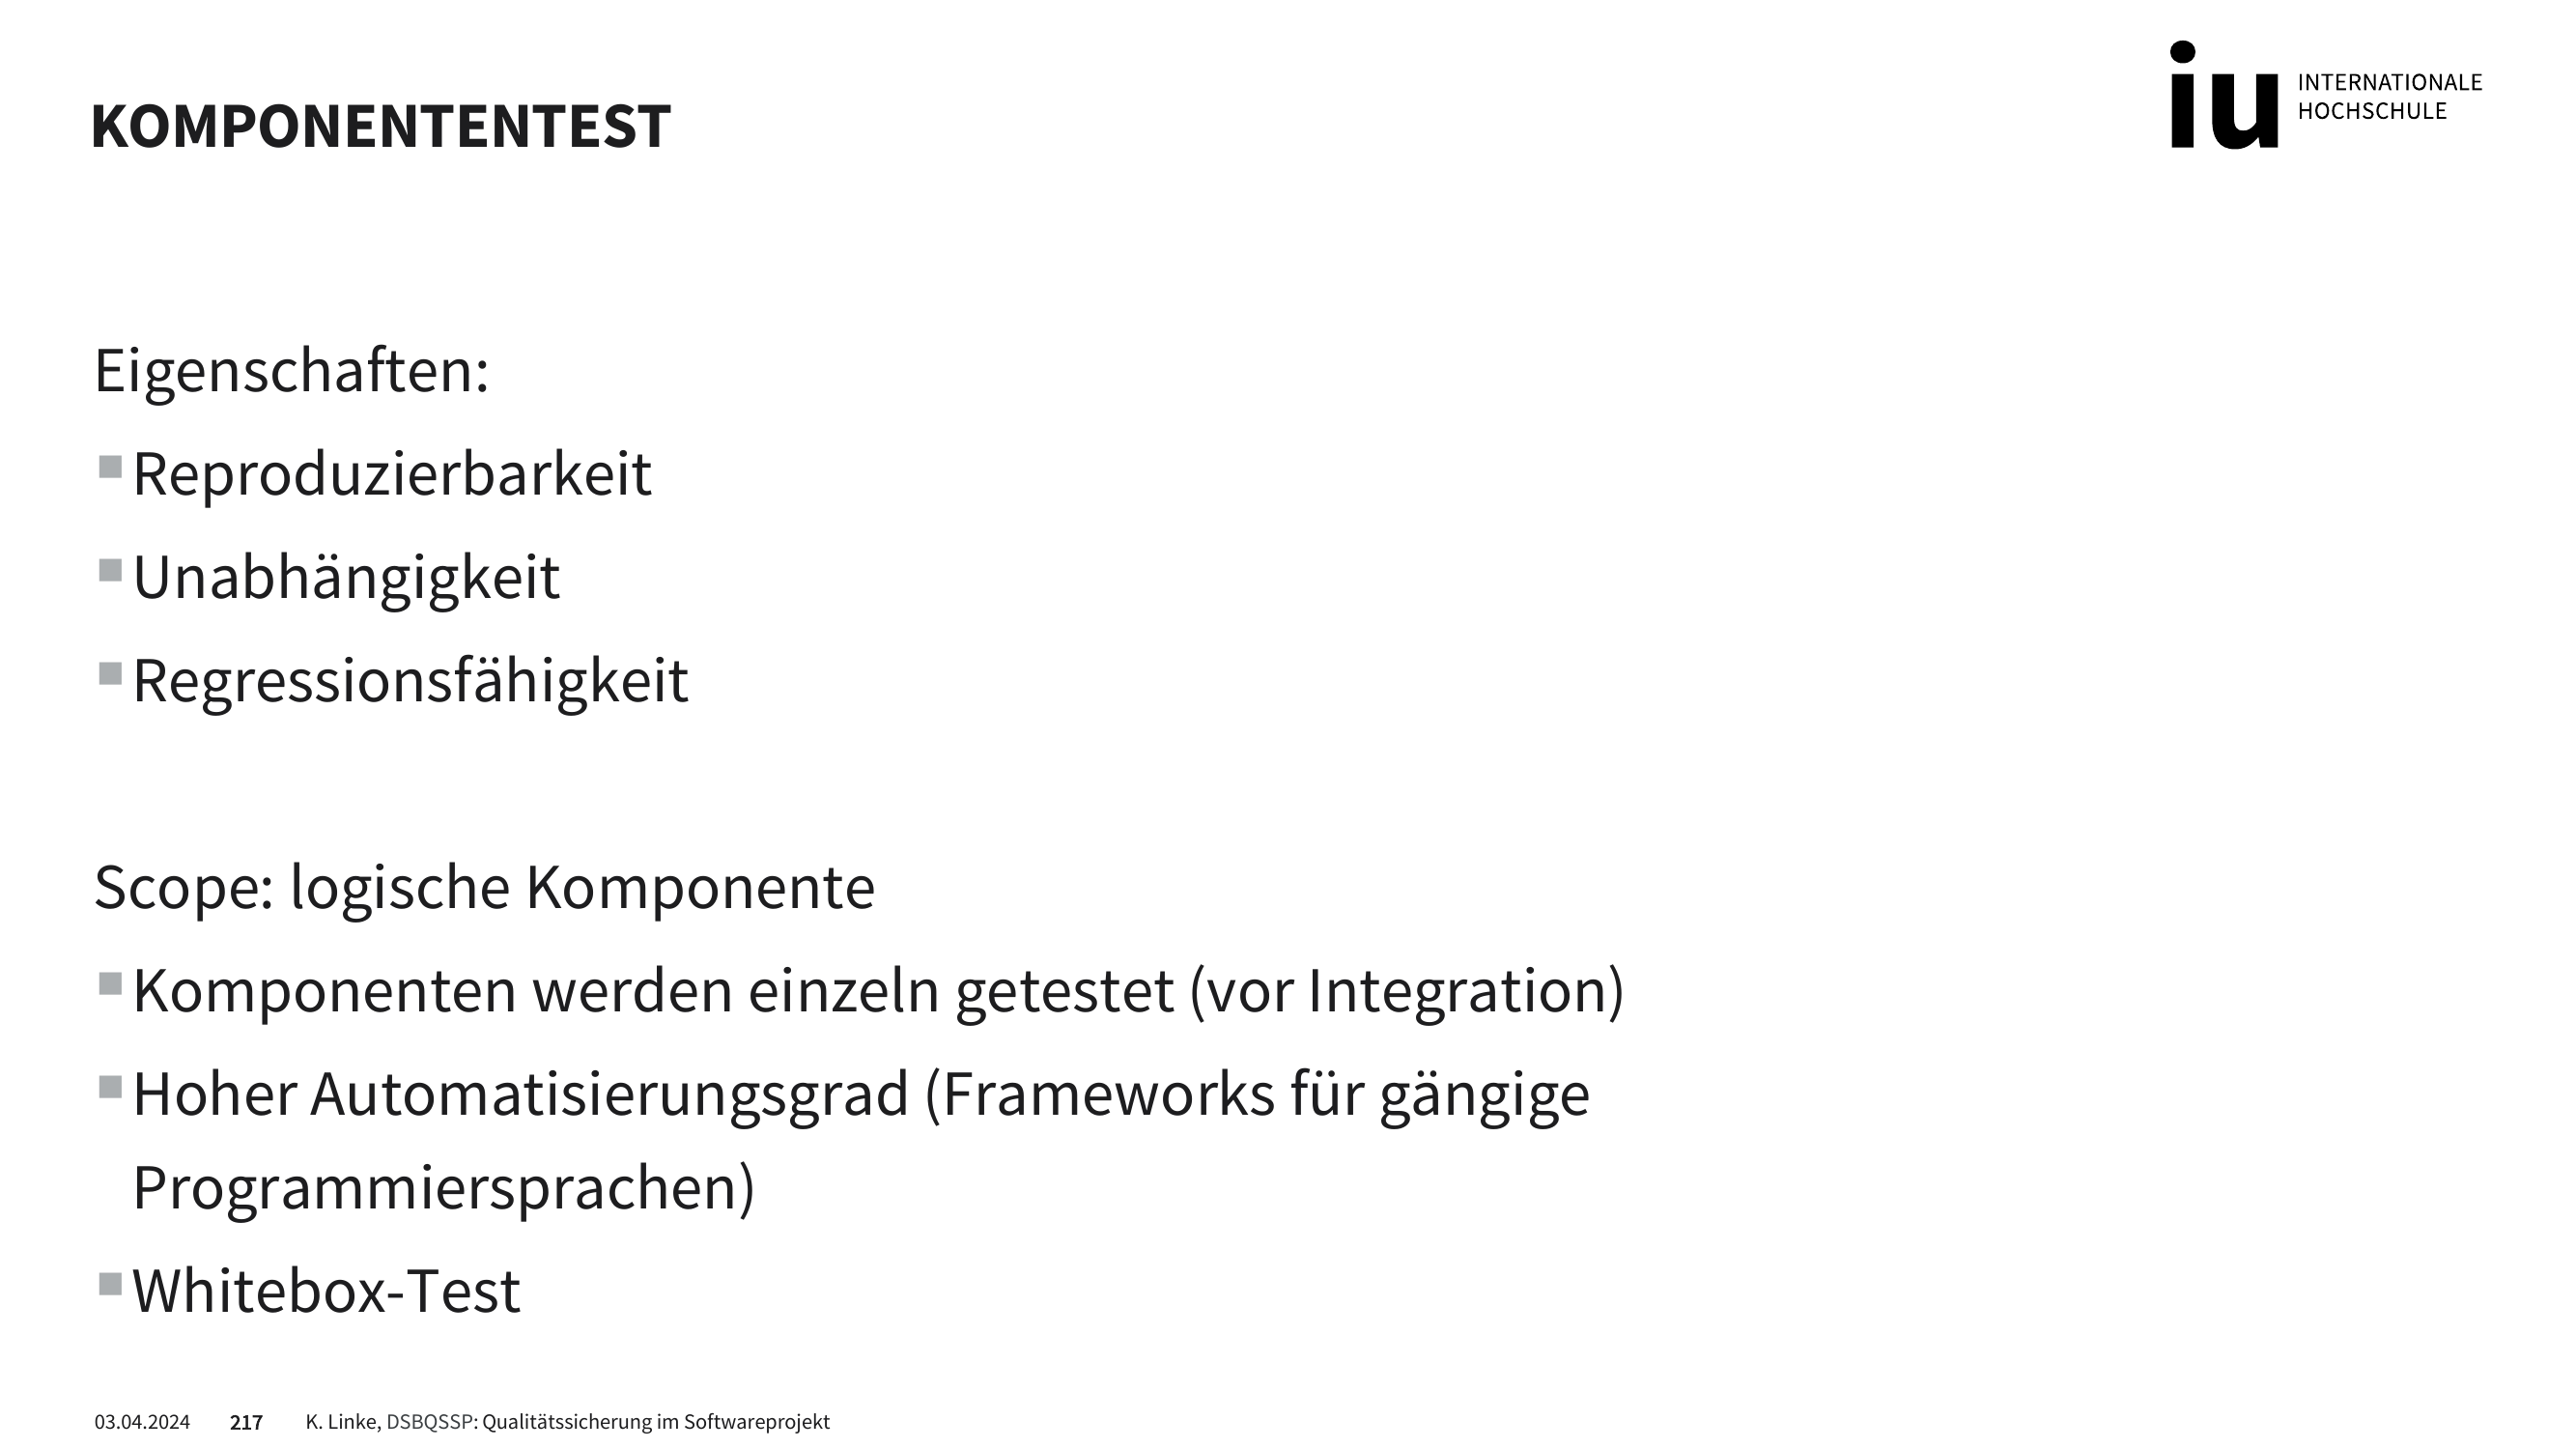 KOMPONENTENTEST
iu INTERNATIONALE
HOCHSCHULE
Eigenschaften:
Reproduzierbarkeit
Unabhängigkeit
Regressionsfähigkeit
Scope: logische Komponente
Komponenten werden einzeln getestet (vor Integration)
Hoher Automatisierungsgrad (Frameworks für gängige
Programmiersprachen)
Whitebox-Test
03.04.2024 217 K. Linke, DSBQSSP: Qualitätssicherung im Softwareprojekt